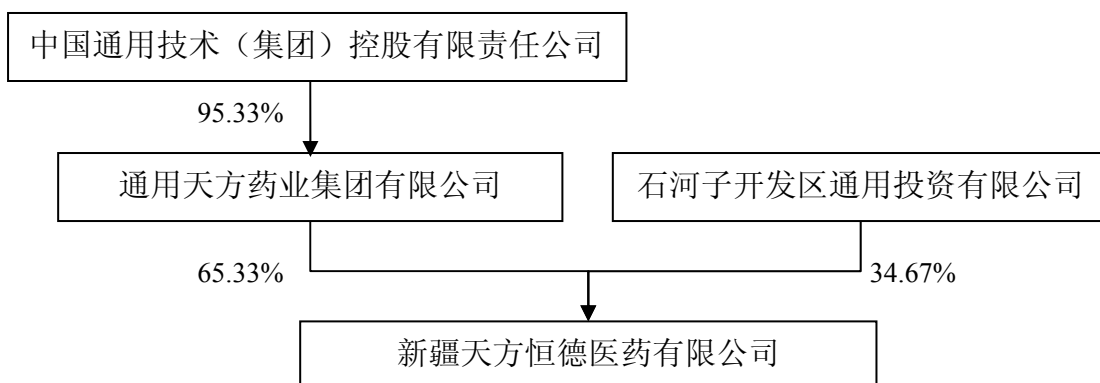 中国通用技术（集团）控股有限责任公司
95.33%
通用天方药业集团有限公司
石河子开发区通用投资有限公司
65.33%
34.67%
新疆天方恒德医药有限公司